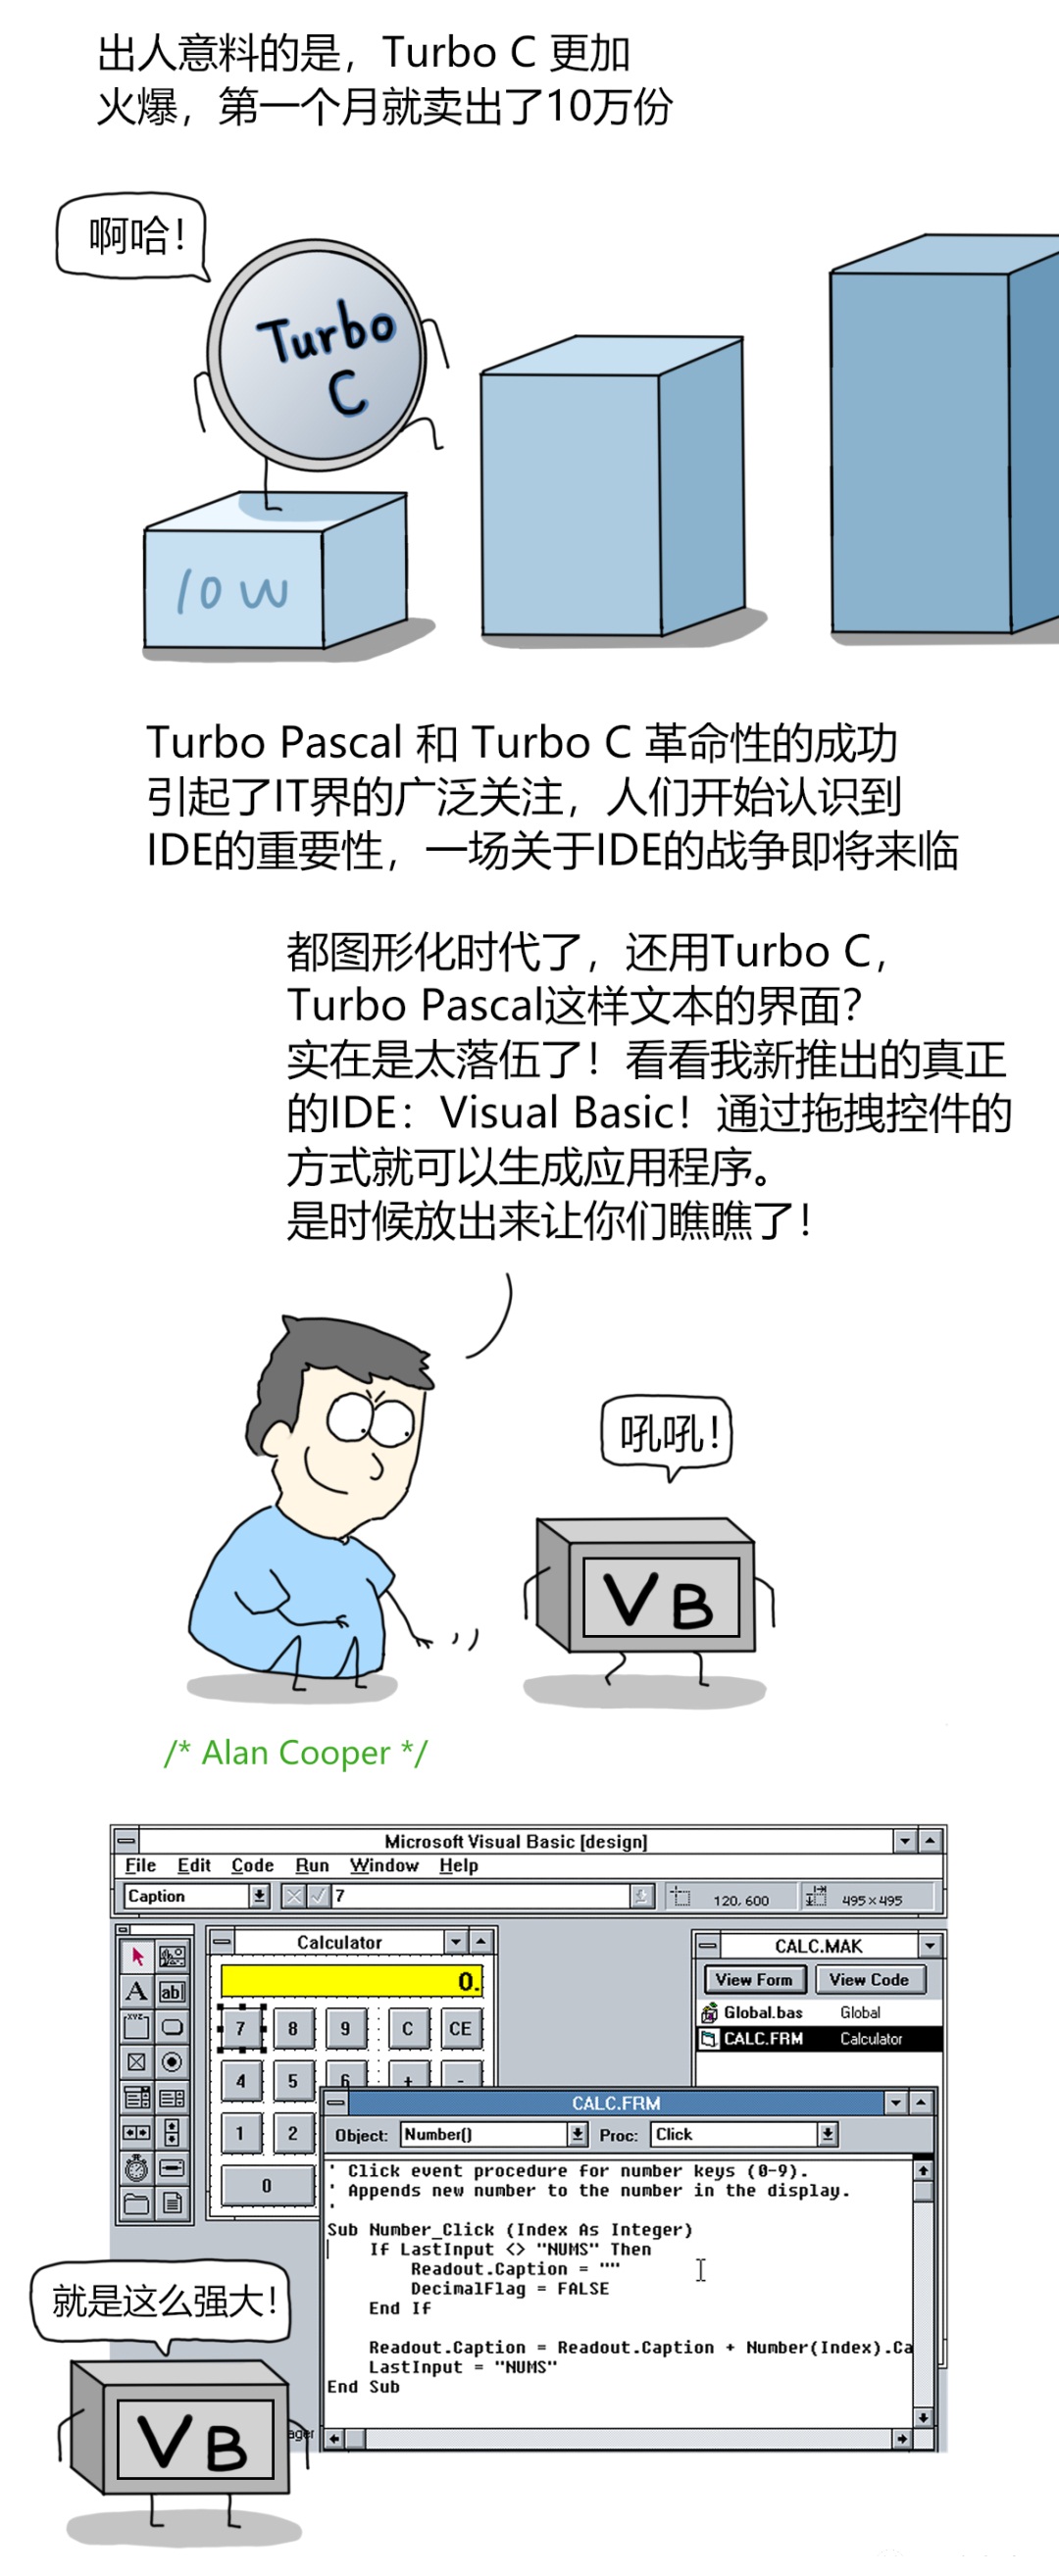 出人意料的是，Turbo C 更加
火爆，第一个月就卖出了10万份
啊哈！
Turbo
C
10W
Turbo Pascal 和 Turbo C 革命性的成功
引起了IT界的广泛关注，人们开始认识到
IDE的重要性，一场关于IDE的战争即将来临
都图形化时代了，还用Turbo C，
Turbo Pascal这样文本的界面？
实在是太落伍了！看看我新推出的真正
的IDE：Visual Basic！通过拖拽控件的
方式就可以生成应用程序。
是时候放出来让你们瞧瞧了！
吼吼！
VB
/* Alan Cooper */
Microsoft Visual Basic [design]
File Edit Code Run Window Help
Caption 7 120, 600 495×495
Calculator
CALC.MAK
0.
View Form View Code
A ab|
Global.bas Global
7 8 9 C CE
XYZ
CALC.FRM Calculator
4 5 6 + -
CALC.FRM
1 2
Object: Number() Proc: Click
0
' Click event procedure for number keys (0-9).
' Appends new number to the number in the display.
'
Sub Number_Click (Index As Integer)
If LastInput <> "NUMS" Then
Readout.Caption = ""
DecimalFlag = FALSE
End If
Readout.Caption = Readout.Caption + Number(Index).Ca
LastInput = "NUMS"
End Sub
就是这么强大！
VB
ager